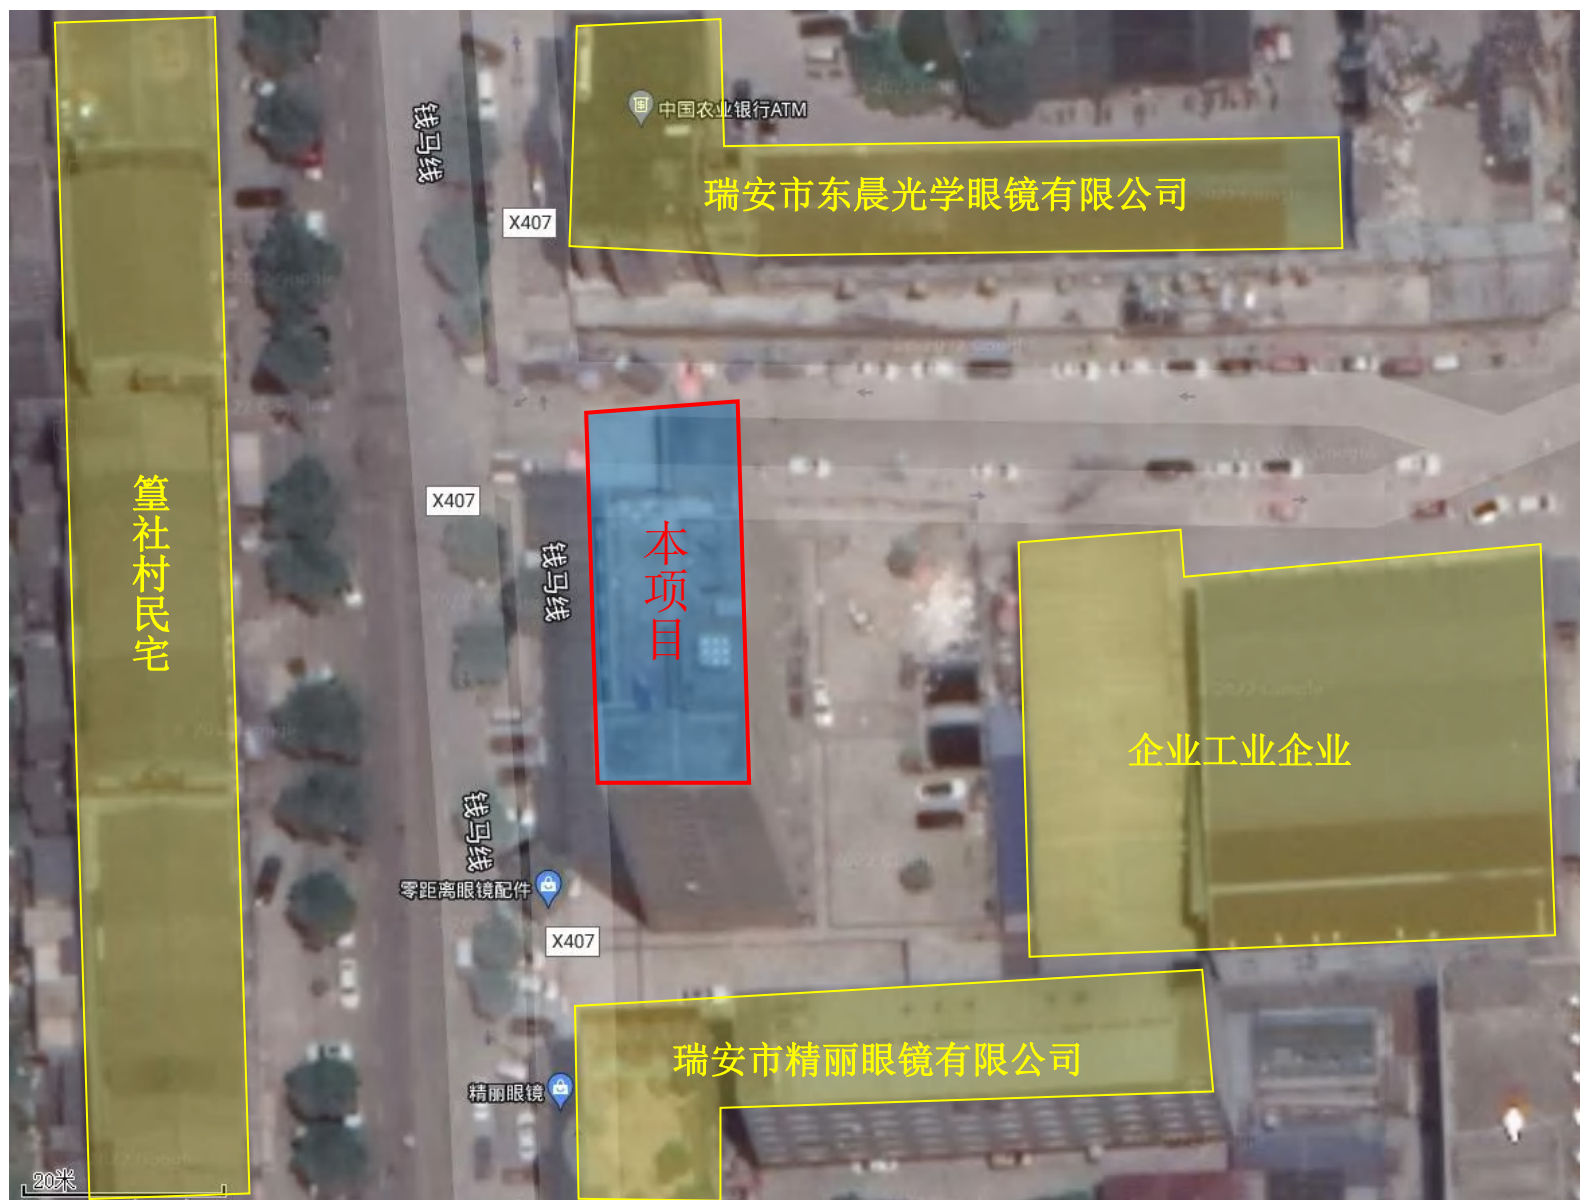 钱马线
中国农业银行ATM
瑞安市东晨光学眼镜有限公司
X407
篁社村民宅
X407
钱马线
本项目
企业工业企业
钱马线
零距离眼镜配件
X407
瑞安市精丽眼镜有限公司
精丽眼镜
20米